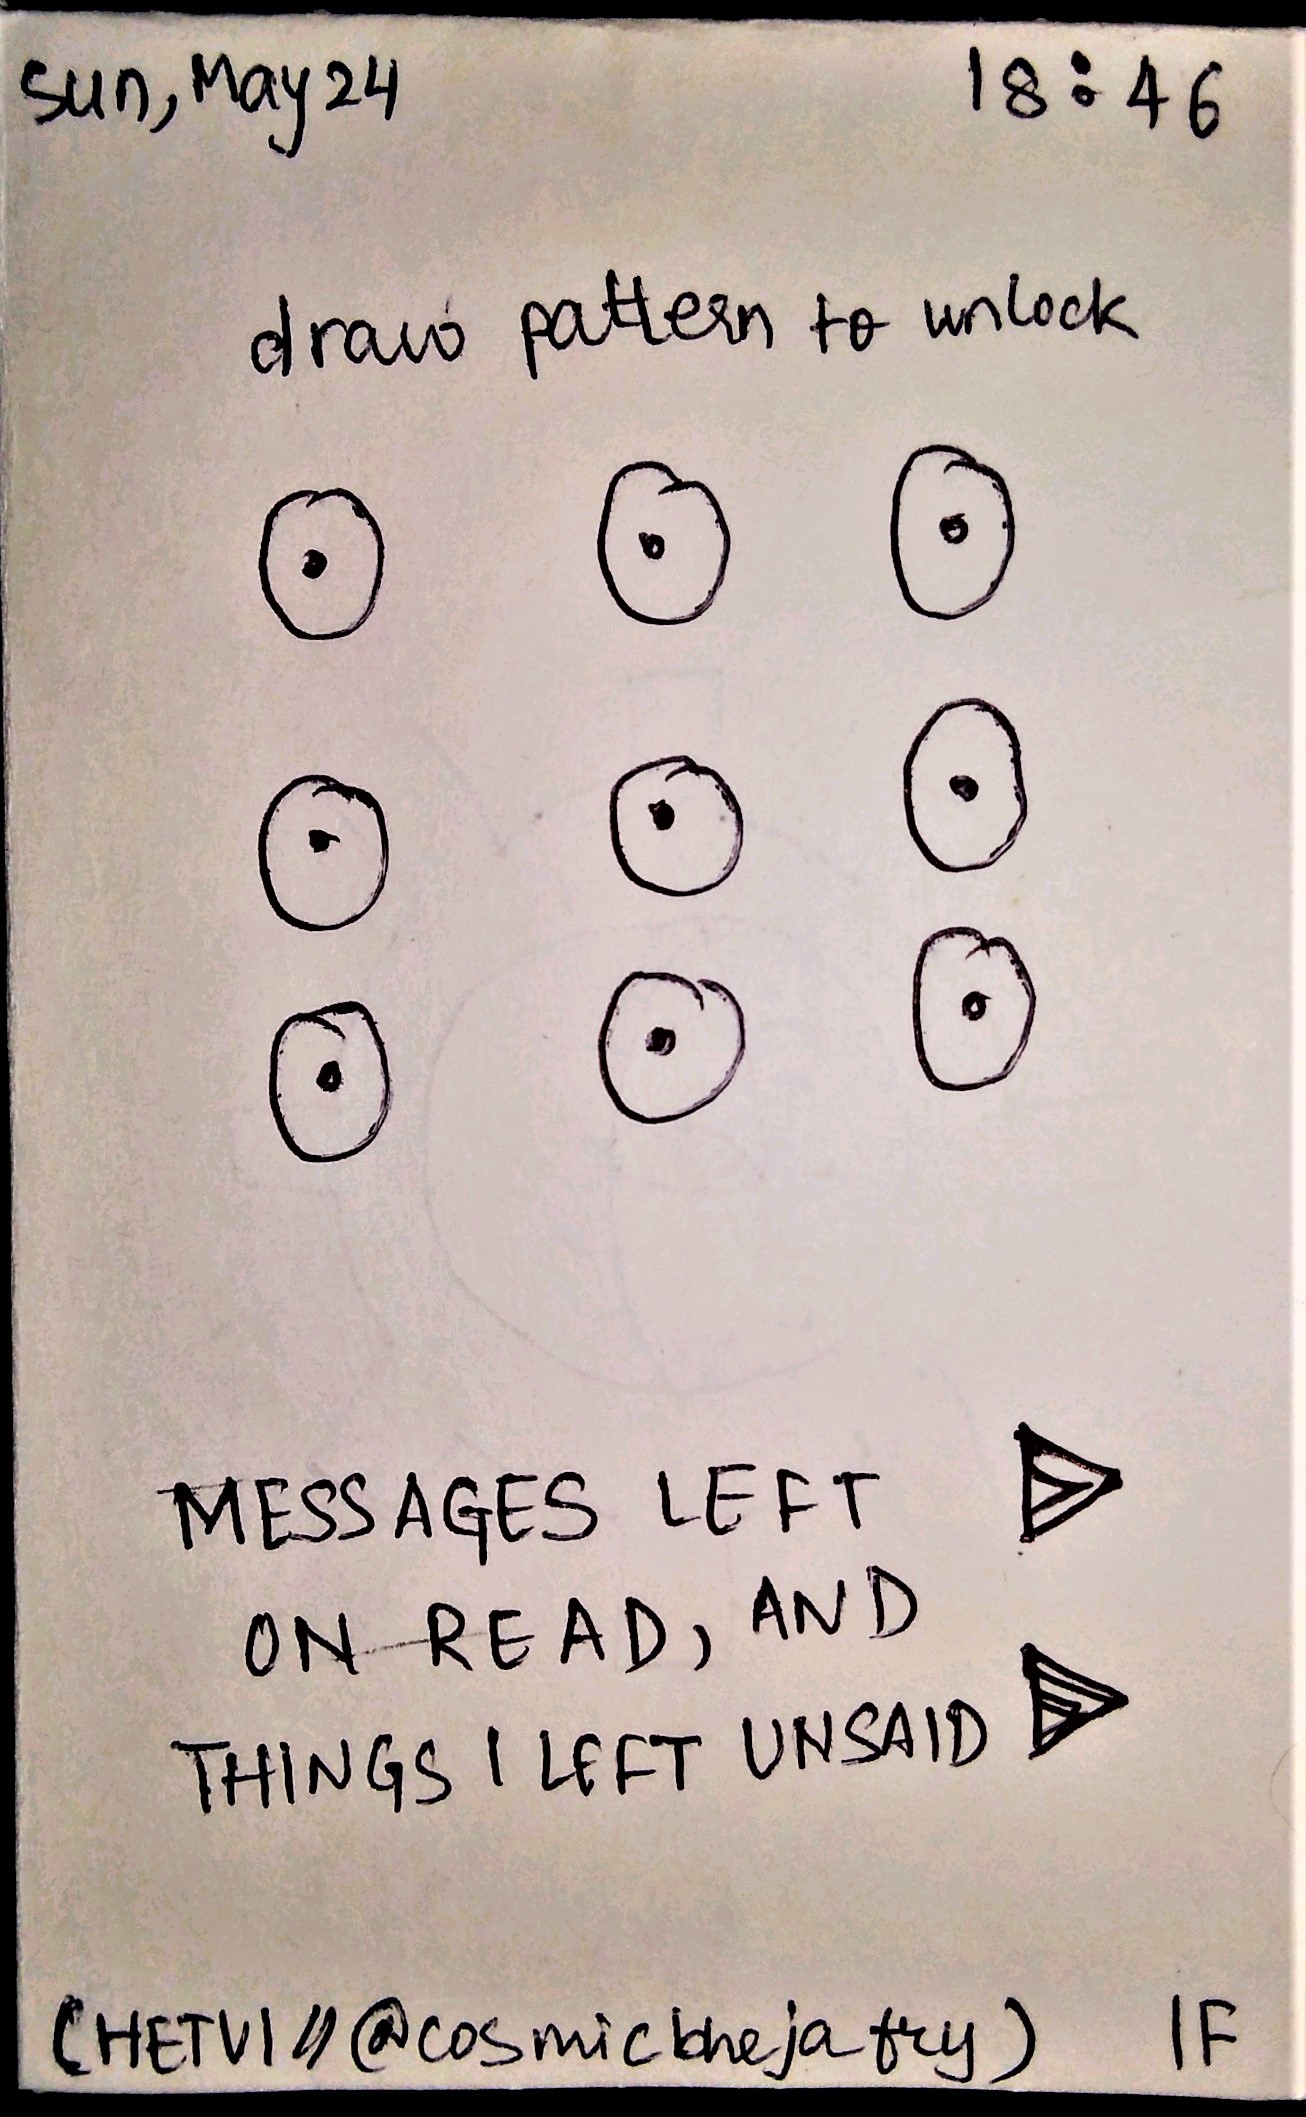 Sun, May 24 18:46
draw pattern to unlock
MESSAGES LEFT
ON READ, AND
THINGS I LEFT UNSAID
(HETVI // @cosmicbhejafry) IF